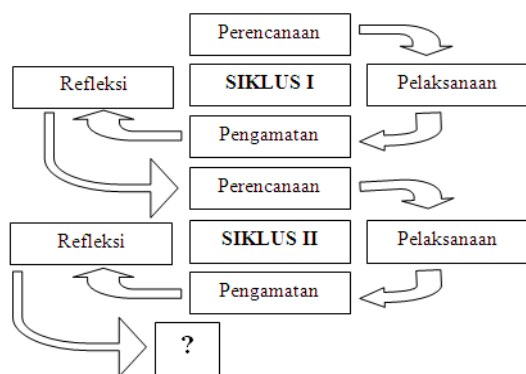 Perencanaan
Refleksi
SIKLUS I
Pelaksanaan
Pengamatan
Perencanaan
Refleksi
SIKLUS II
Pelaksanaan
Pengamatan
?